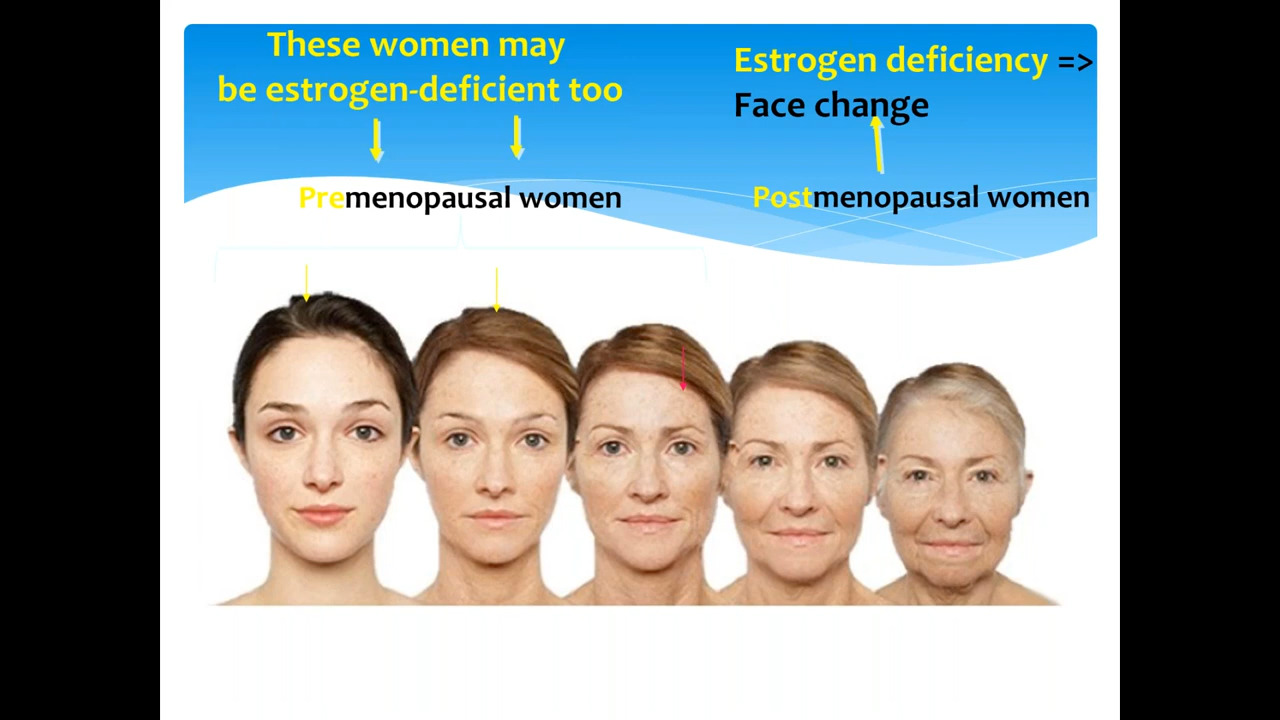 These women may
be estrogen-deficient too
Estrogen deficiency =>
Face change
Premenopausal women
Postmenopausal women